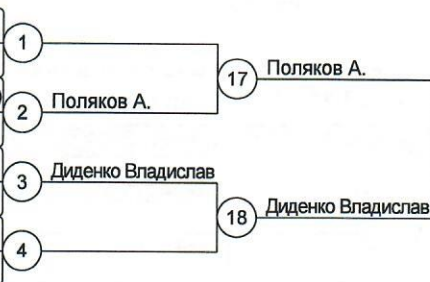 1
17 Поляков А.
2 Поляков А.
3 Диденко Владислав
18 Диденко Владислав
4